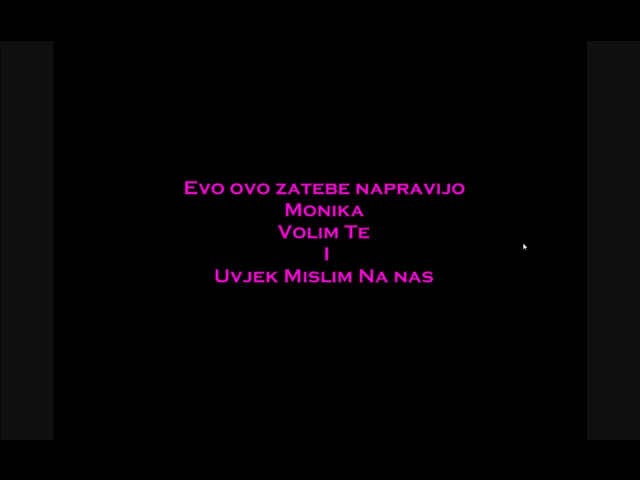 Evo ovo zatebe napravijo
Monika
Volim Te
I
Uvjek Mislim Na nas